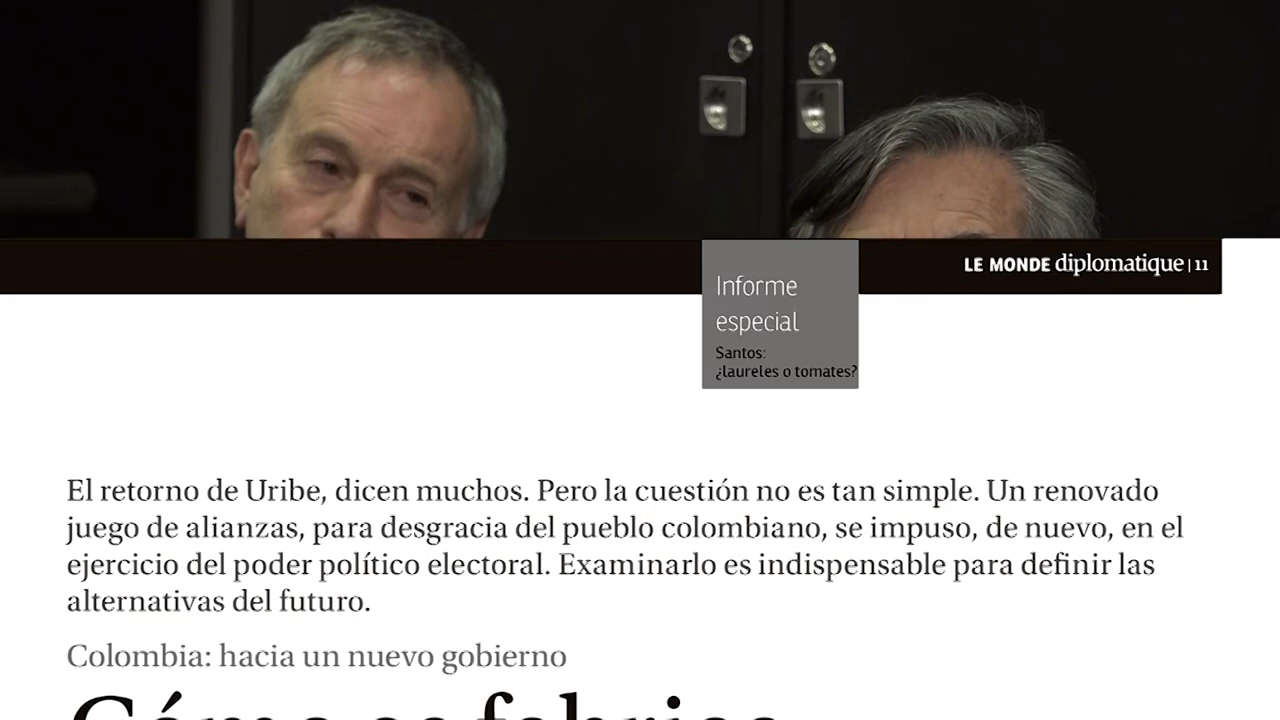 LE MONDE diplomatique | 11
Informe
especial
Santos:
¿laureles o tomates?
El retorno de Uribe, dicen muchos. Pero la cuestión no es tan simple. Un renovado
juego de alianzas, para desgracia del pueblo colombiano, se impuso, de nuevo, en el
ejercicio del poder político electoral. Examinarlo es indispensable para definir las
alternativas del futuro.
Colombia: hacia un nuevo gobierno
Cómo se fabrica